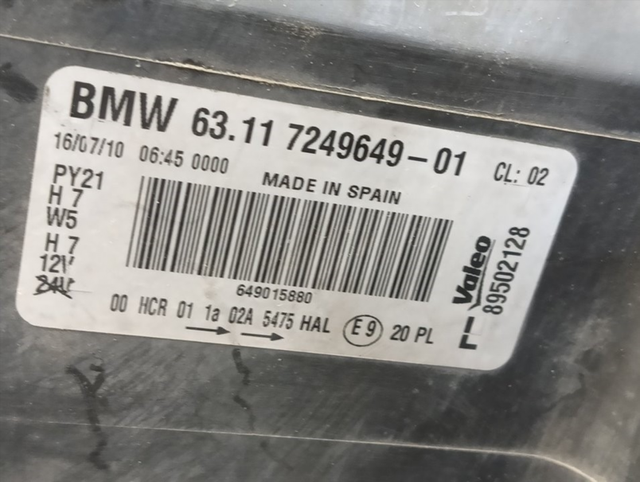 BMW 63.11 7249649-01 CL: 02
16/07/10 06:45 0000
MADE IN SPAIN
PY21
H 7
W5
H 7
12V
24V
649015880
00 HCR 01 1a 02A 5475 HAL E9 20 PL
Valeo
89502128